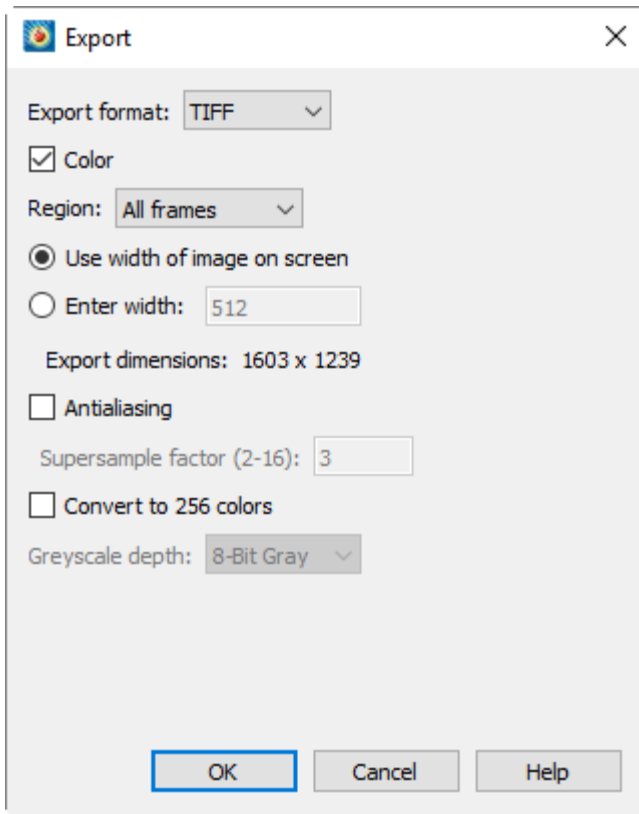 Export
Export format: TIFF
Color
Region: All frames
Use width of image on screen
Enter width: 512
Export dimensions: 1603 x 1239
Antialiasing
Supersample factor (2-16): 3
Convert to 256 colors
Greyscale depth: 8-Bit Gray
OK Cancel Help